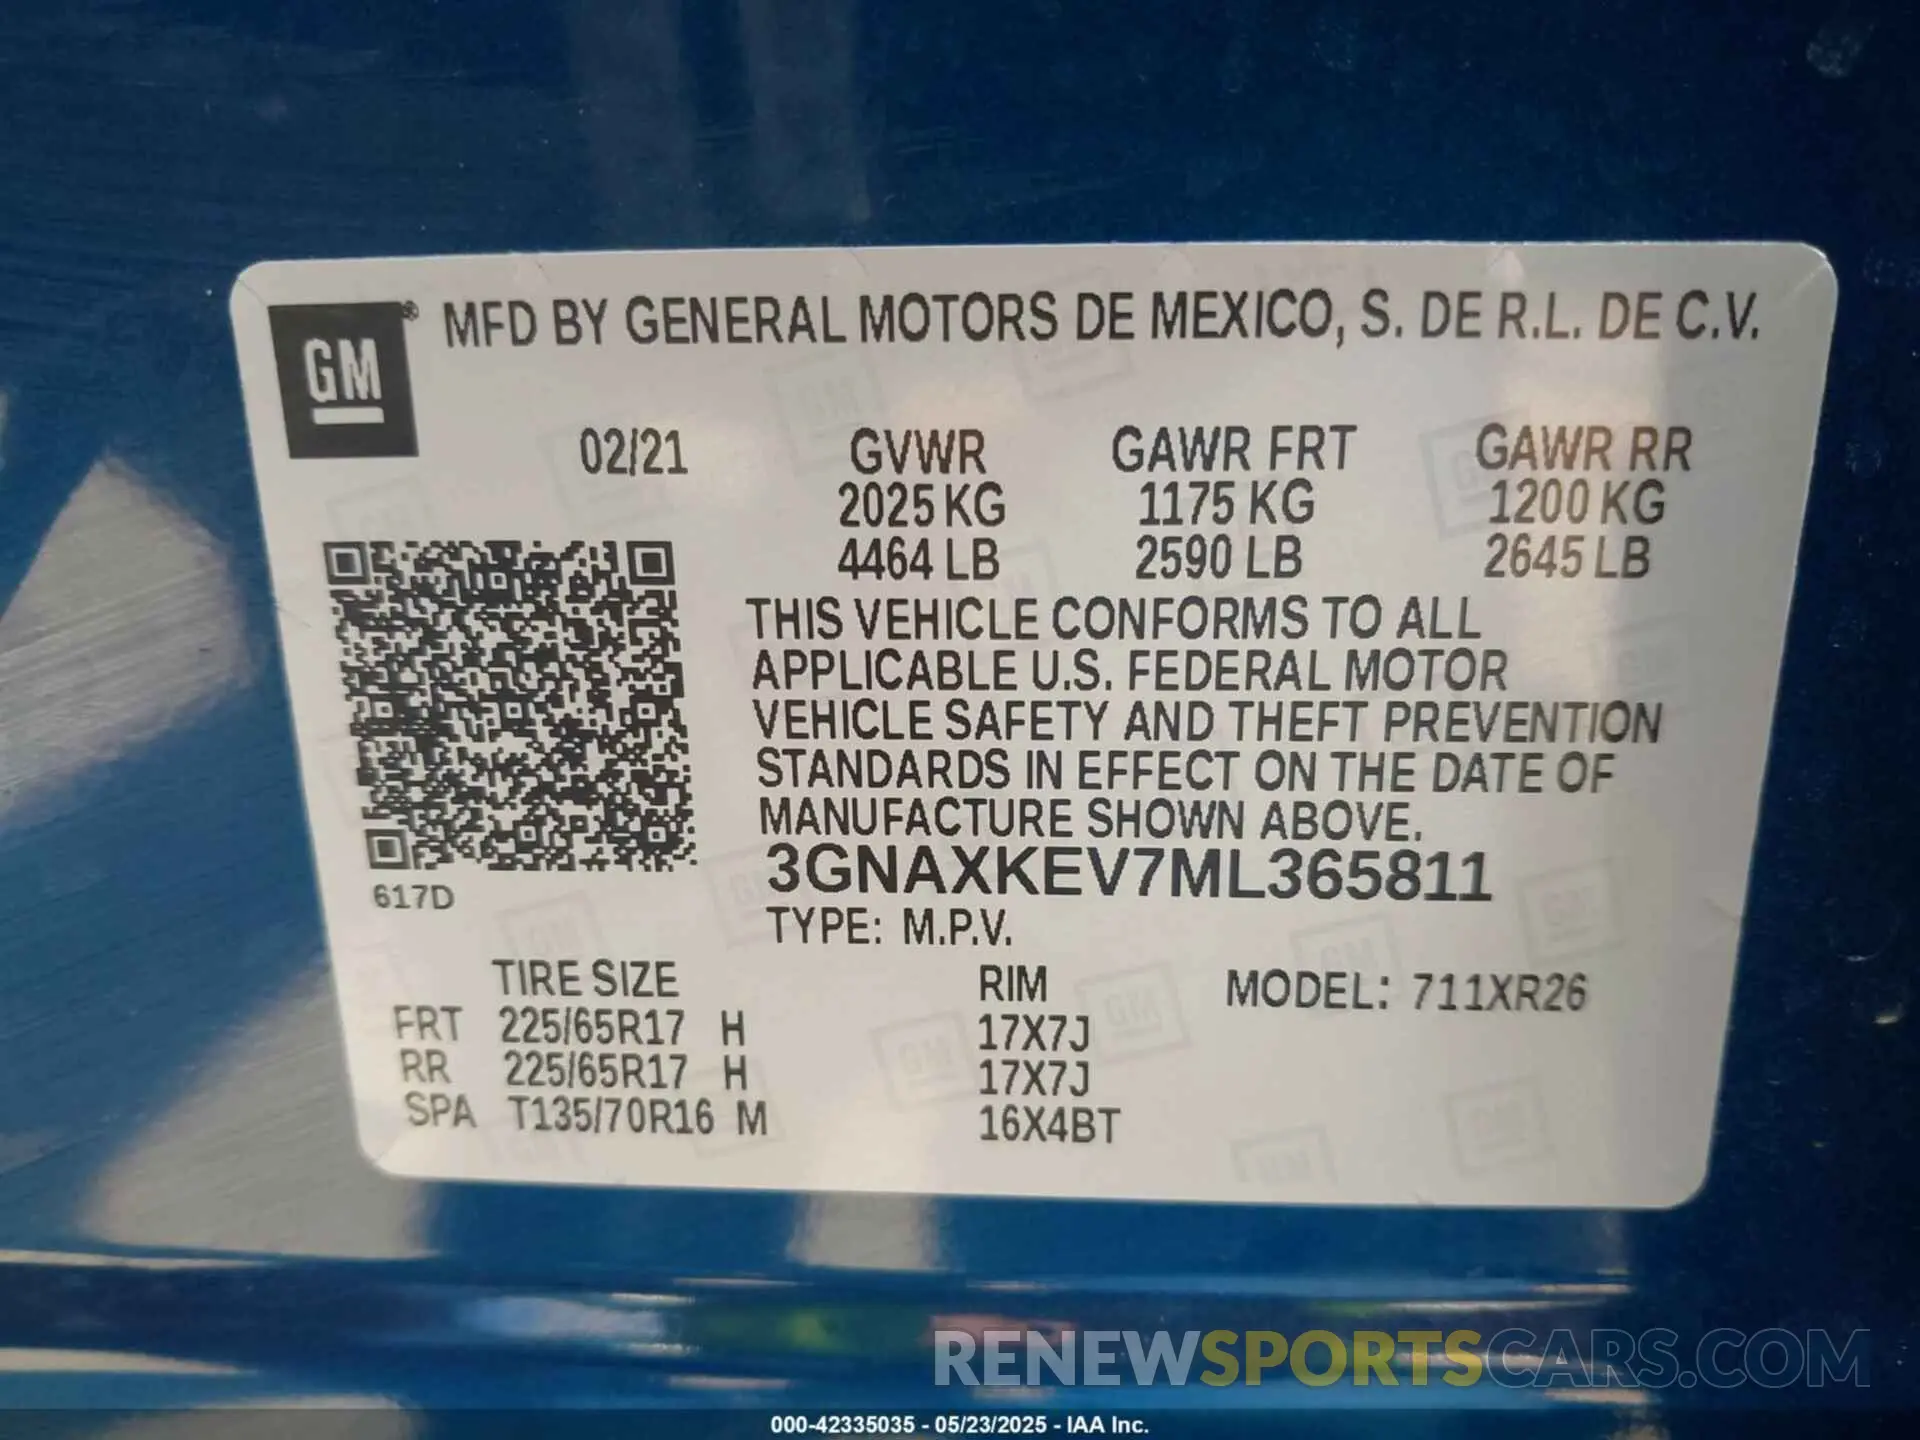 GM ® MFD BY GENERAL MOTORS DE MEXICO, S. DE R.L. DE C.V.
02/21 GVWR GAWR FRT GAWR RR
2025 KG 1175 KG 1200 KG
4464 LB 2590 LB 2645 LB
THIS VEHICLE CONFORMS TO ALL
APPLICABLE U.S. FEDERAL MOTOR
VEHICLE SAFETY AND THEFT PREVENTION
STANDARDS IN EFFECT ON THE DATE OF
MANUFACTURE SHOWN ABOVE.
3GNAXKEV7ML365811
617D
TYPE: M.P.V.
TIRE SIZE RIM MODEL: 711XR26
FRT 225/65R17 H 17X7J
RR 225/65R17 H 17X7J
SPA T135/70R16 M 16X4BT
RENEWSPORTSCARS.COM
000-42335035 - 05/23/2025 - IAA Inc.